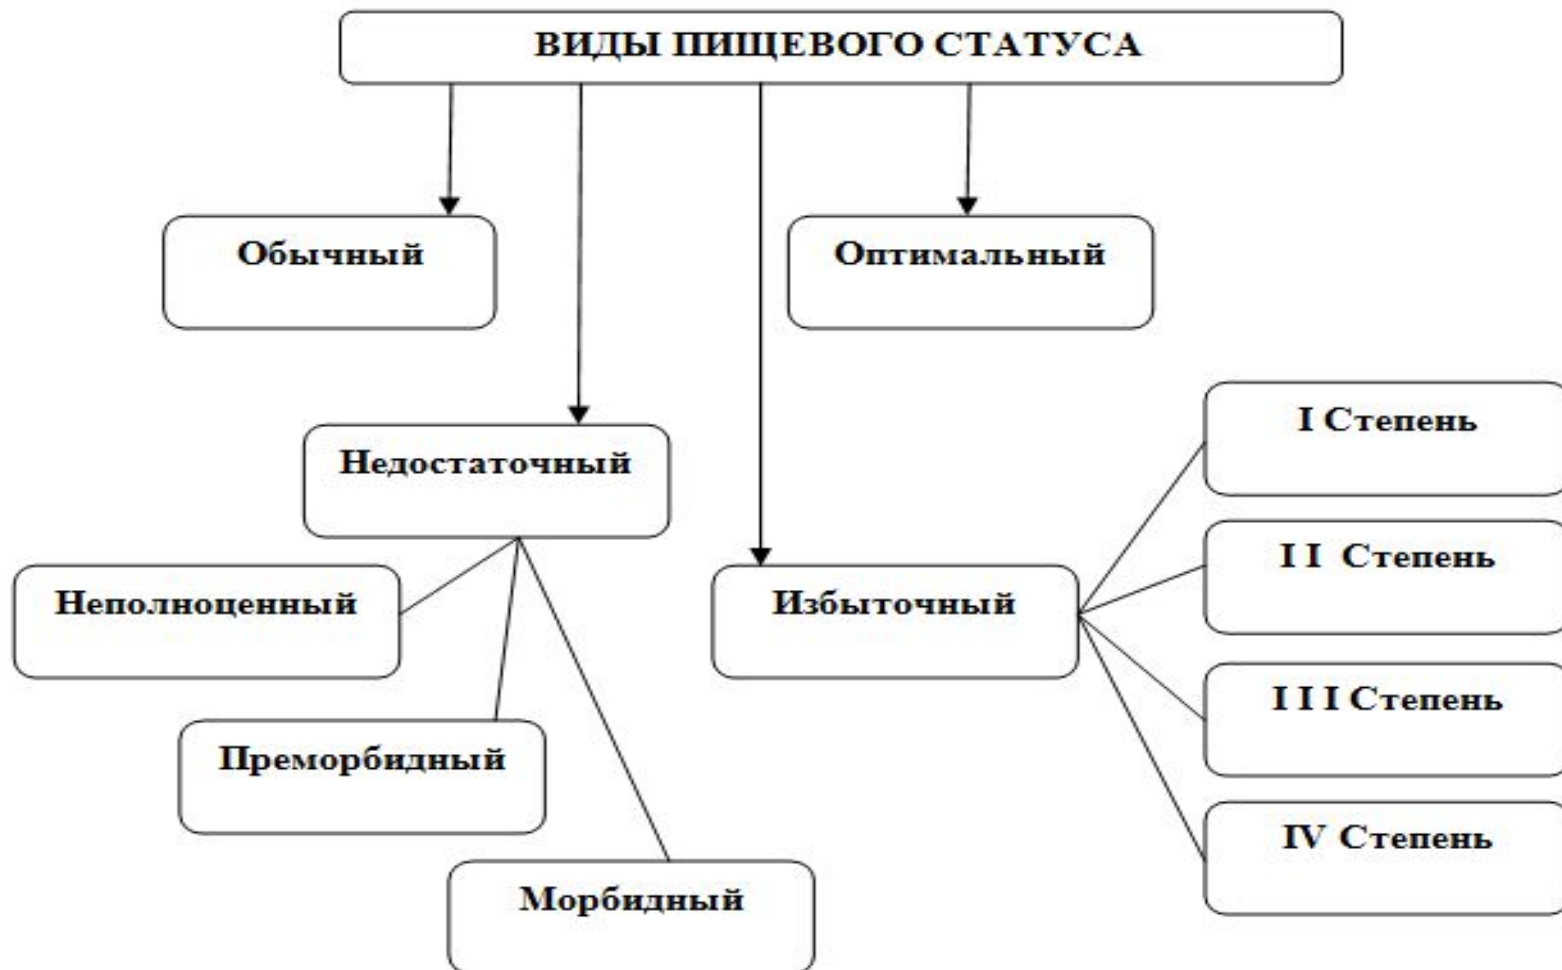 ВИДЫ ПИЩЕВОГО СТАТУСА
Обычный
Оптимальный
Недостаточный
Неполноценный
Преморбидный
Морбидный
Избыточный
I Степень
I I Степень
I I I Степень
IV Степень